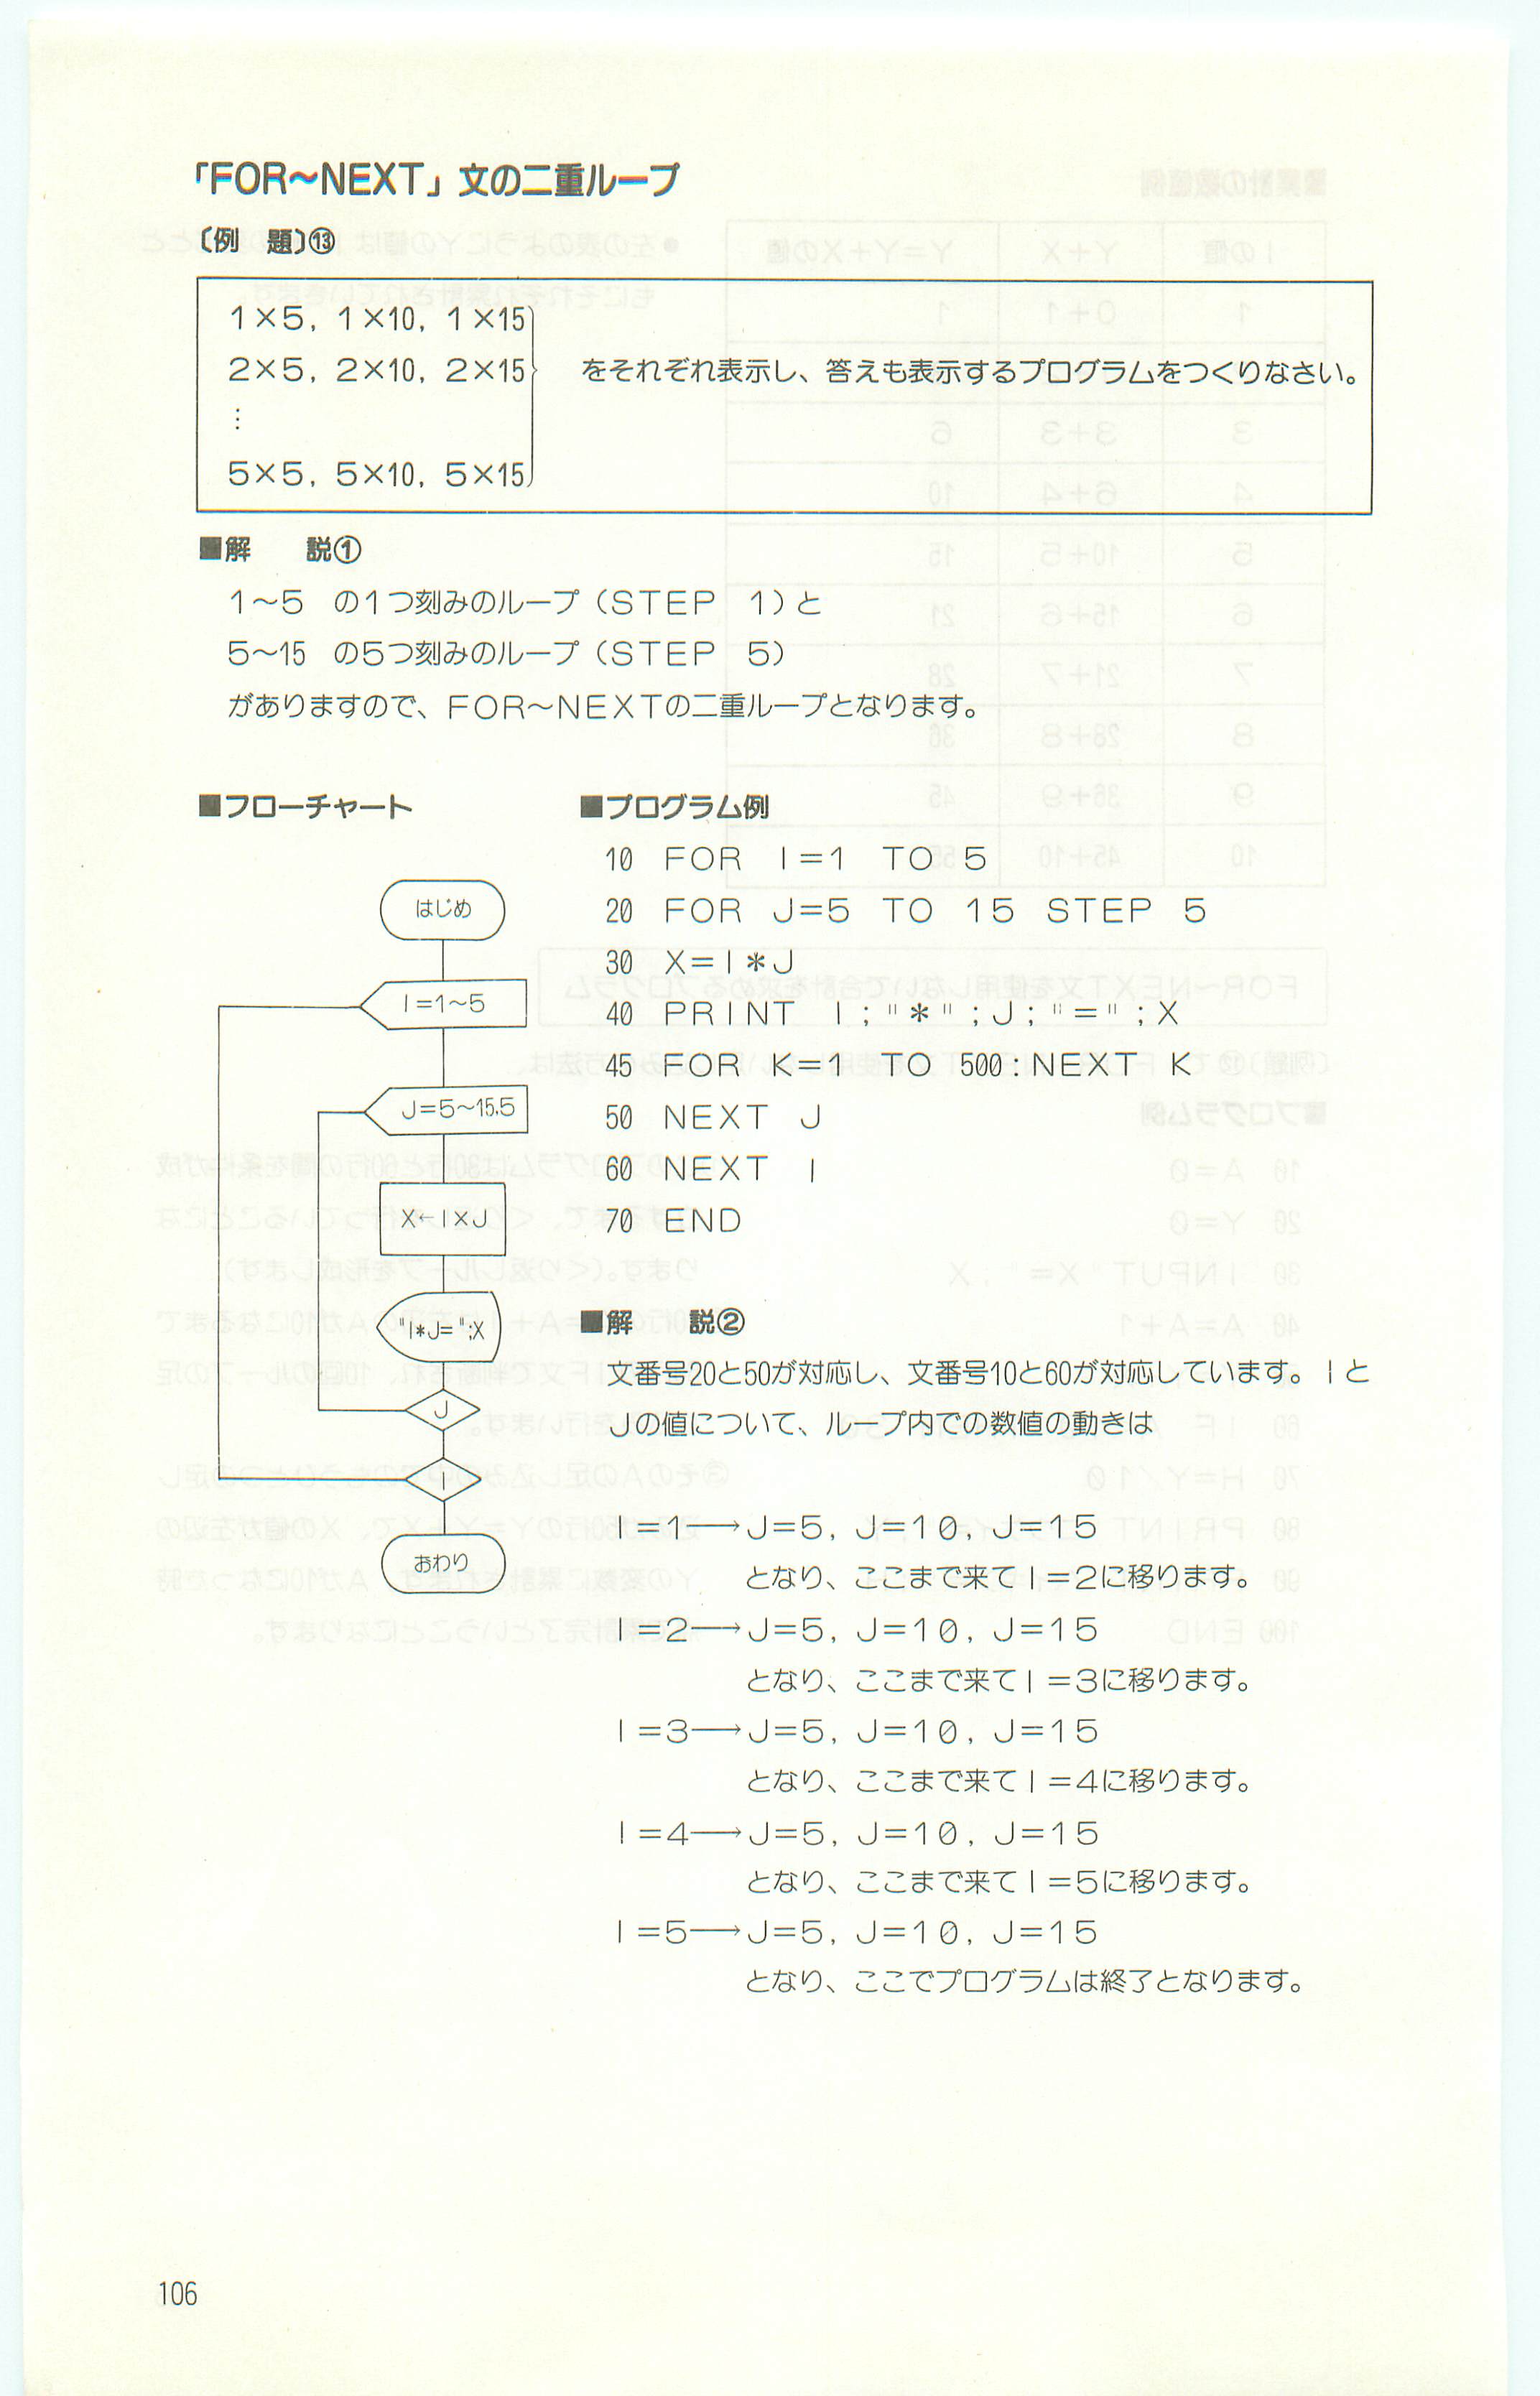 「FOR～NEXT」文の二重ループ
〔例　題〕⑬
1×5, 1×10, 1×15
2×5, 2×10, 2×15　をそれぞれ表示し、答えも表示するプログラムをつくりなさい。
⋮
5×5, 5×10, 5×15
■解　　説①
1～5　の1つ刻みのループ（STEP　1）と
5～15　の5つ刻みのループ（STEP　5）
がありますので、FOR～NEXTの二重ループとなります。
■フローチャート
はじめ
I=1～5
J=5～15.5
X←I×J
"I*J=";X
J
I
おわり
■プログラム例
10 FOR I=1 TO 5
20 FOR J=5 TO 15 STEP 5
30 X=I*J
40 PRINT I;"*";J;"=";X
45 FOR K=1 TO 500:NEXT K
50 NEXT J
60 NEXT I
70 END
■解　　説②
文番号20と50が対応し、文番号10と60が対応しています。Iと
Jの値について、ループ内での数値の動きは
I=1⟶J=5, J=10, J=15
となり、ここまで来てI=2に移ります。
I=2⟶J=5, J=10, J=15
となり、ここまで来てI=3に移ります。
I=3⟶J=5, J=10, J=15
となり、ここまで来てI=4に移ります。
I=4⟶J=5, J=10, J=15
となり、ここまで来てI=5に移ります。
I=5⟶J=5, J=10, J=15
となり、ここでプログラムは終了となります。
106